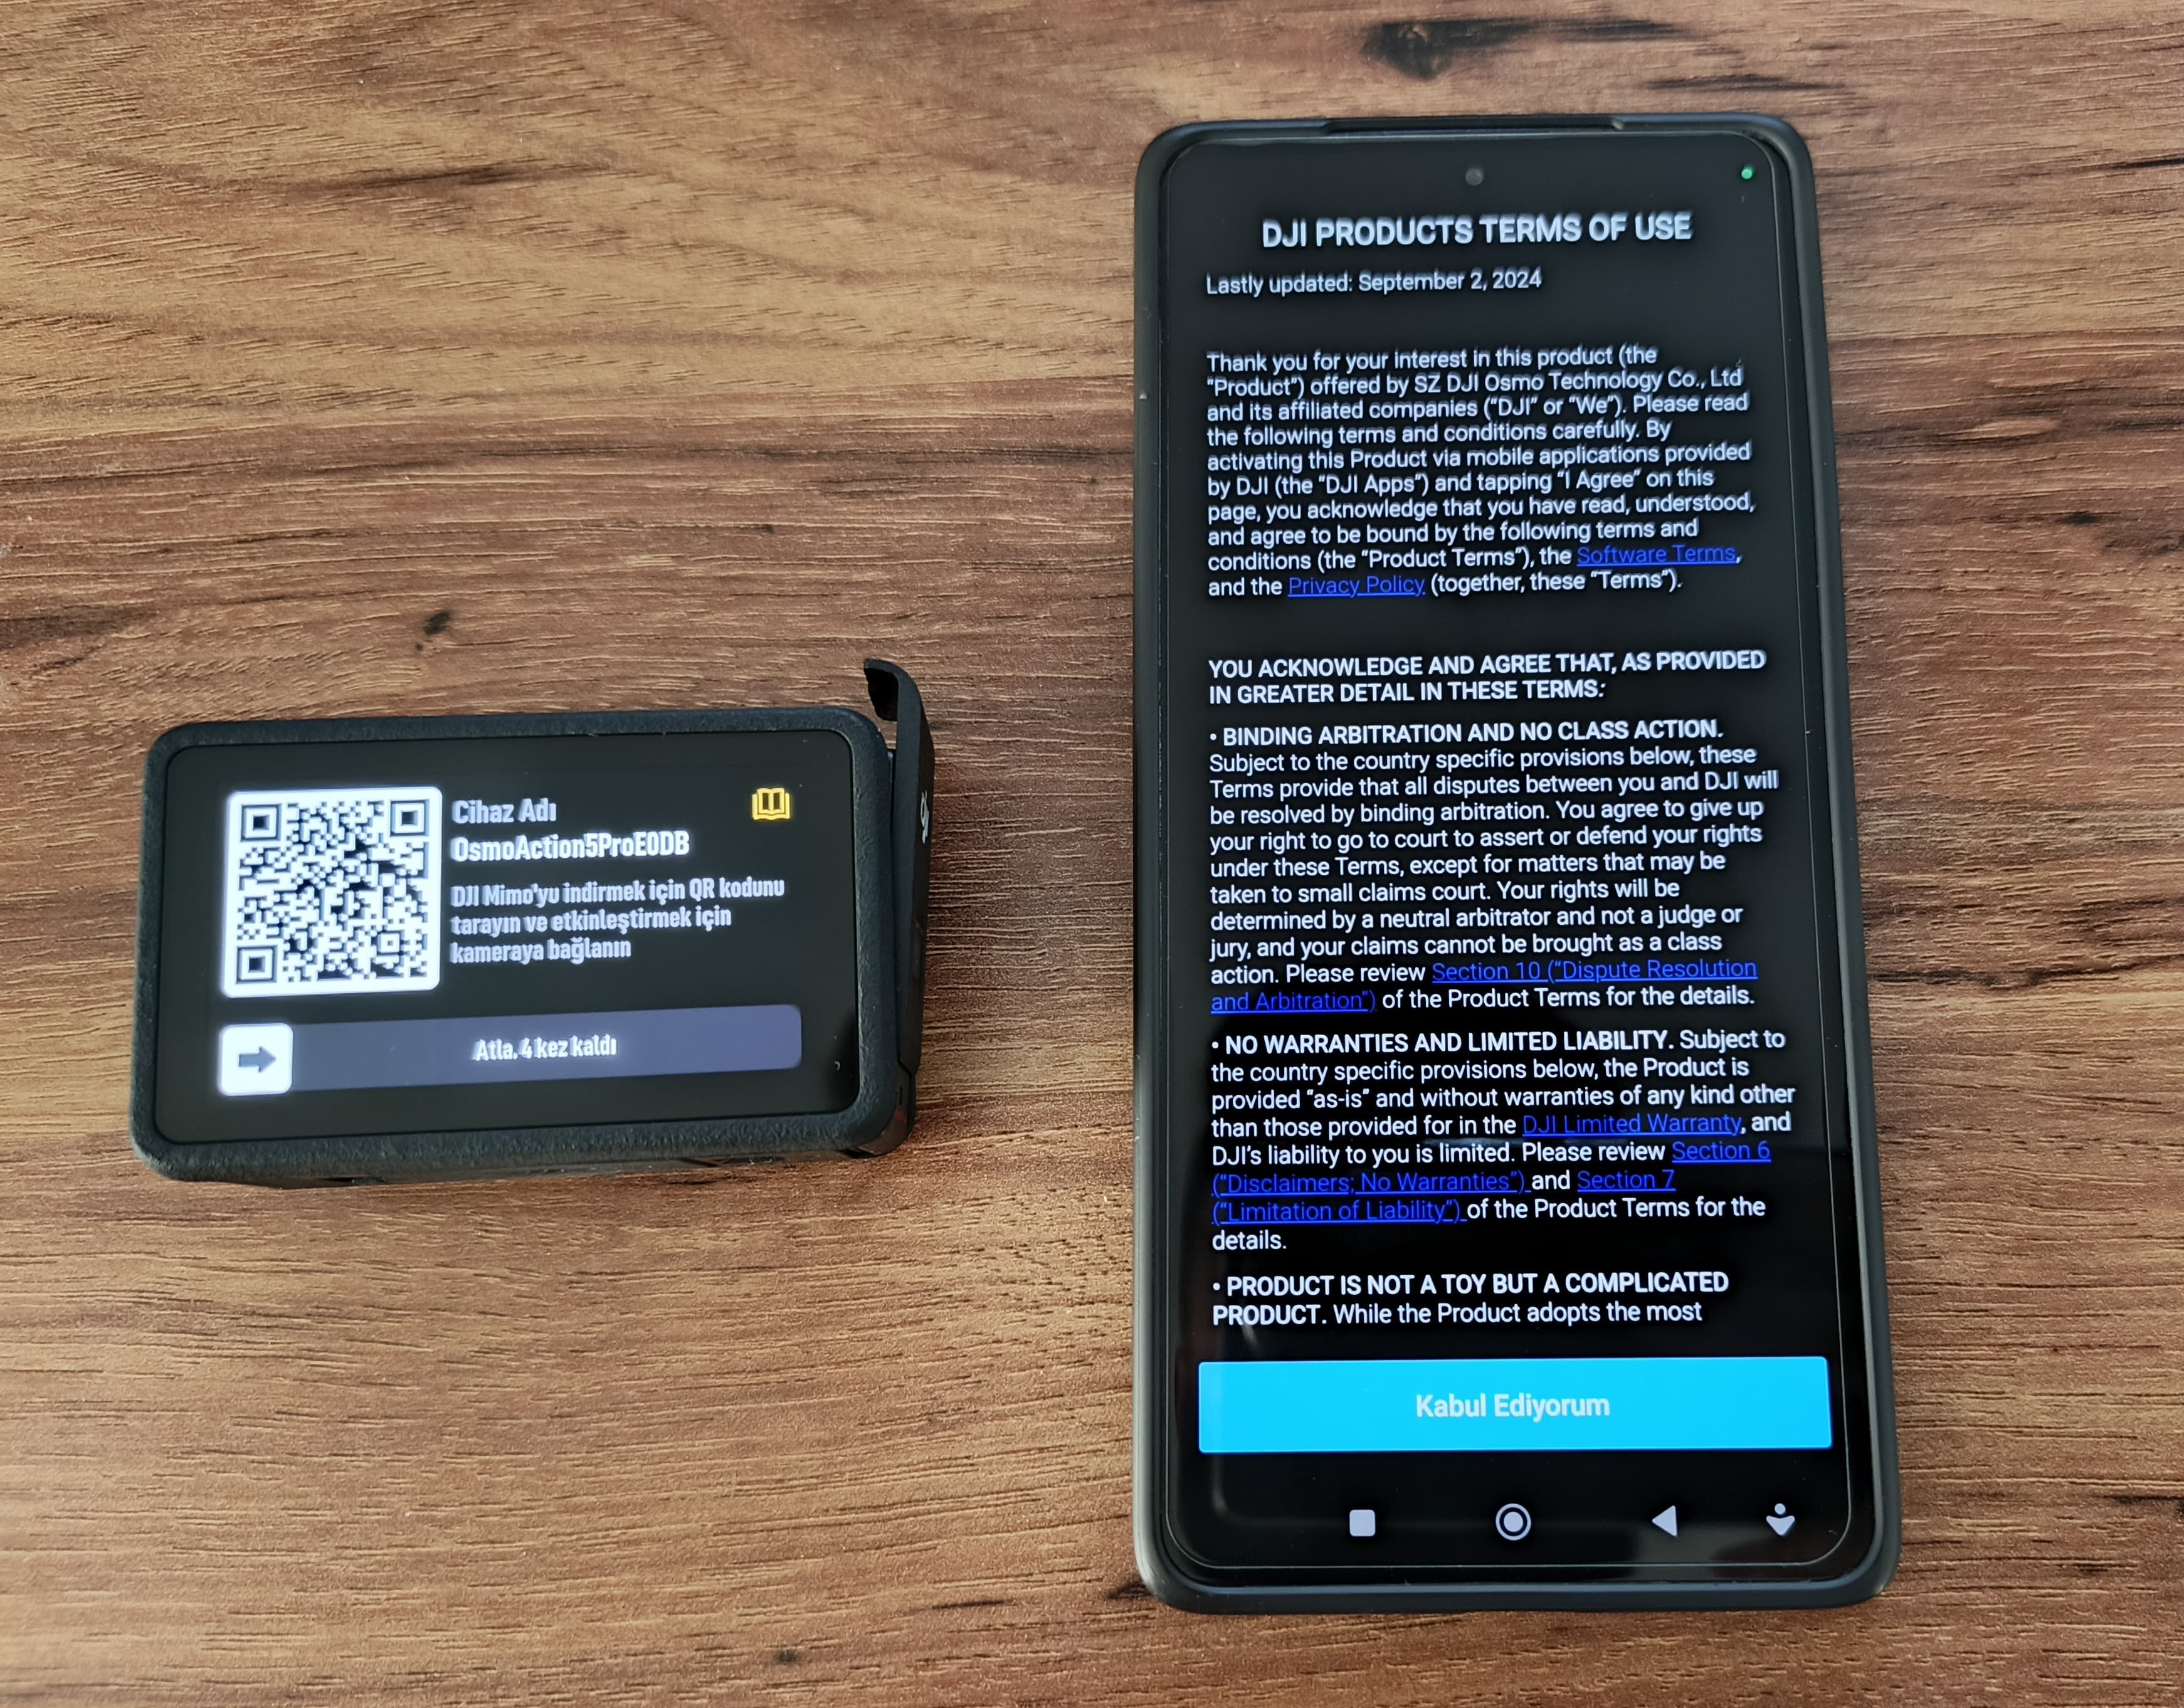 Cihaz Adı
OsmoAction5ProE0DB
DJI Mimo'yu indirmek için QR kodunu
tarayın ve etkinleştirmek için
kameraya bağlanın
Atla, 4 kez kaldı
DJI PRODUCTS TERMS OF USE
Lastly updated: September 2, 2024
Thank you for your interest in this product (the
"Product") offered by SZ DJI Osmo Technology Co., Ltd
and its affiliated companies ("DJI" or "We"). Please read
the following terms and conditions carefully. By
activating this Product via mobile applications provided
by DJI (the "DJI Apps") and tapping "I Agree" on this
page, you acknowledge that you have read, understood,
and agree to be bound by the following terms and
conditions (the "Product Terms"), the Software Terms,
and the Privacy Policy (together, these "Terms").
YOU ACKNOWLEDGE AND AGREE THAT, AS PROVIDED
IN GREATER DETAIL IN THESE TERMS:
• BINDING ARBITRATION AND NO CLASS ACTION.
Subject to the country specific provisions below, these
Terms provide that all disputes between you and DJI will
be resolved by binding arbitration. You agree to give up
your right to go to court to assert or defend your rights
under these Terms, except for matters that may be
taken to small claims court. Your rights will be
determined by a neutral arbitrator and not a judge or
jury, and your claims cannot be brought as a class
action. Please review Section 10 ("Dispute Resolution
and Arbitration") of the Product Terms for the details.
• NO WARRANTIES AND LIMITED LIABILITY. Subject to
the country specific provisions below, the Product is
provided "as-is" and without warranties of any kind other
than those provided for in the DJI Limited Warranty, and
DJI's liability to you is limited. Please review Section 6
("Disclaimers; No Warranties") and Section 7
("Limitation of Liability") of the Product Terms for the
details.
• PRODUCT IS NOT A TOY BUT A COMPLICATED
PRODUCT. While the Product adopts the most
Kabul Ediyorum